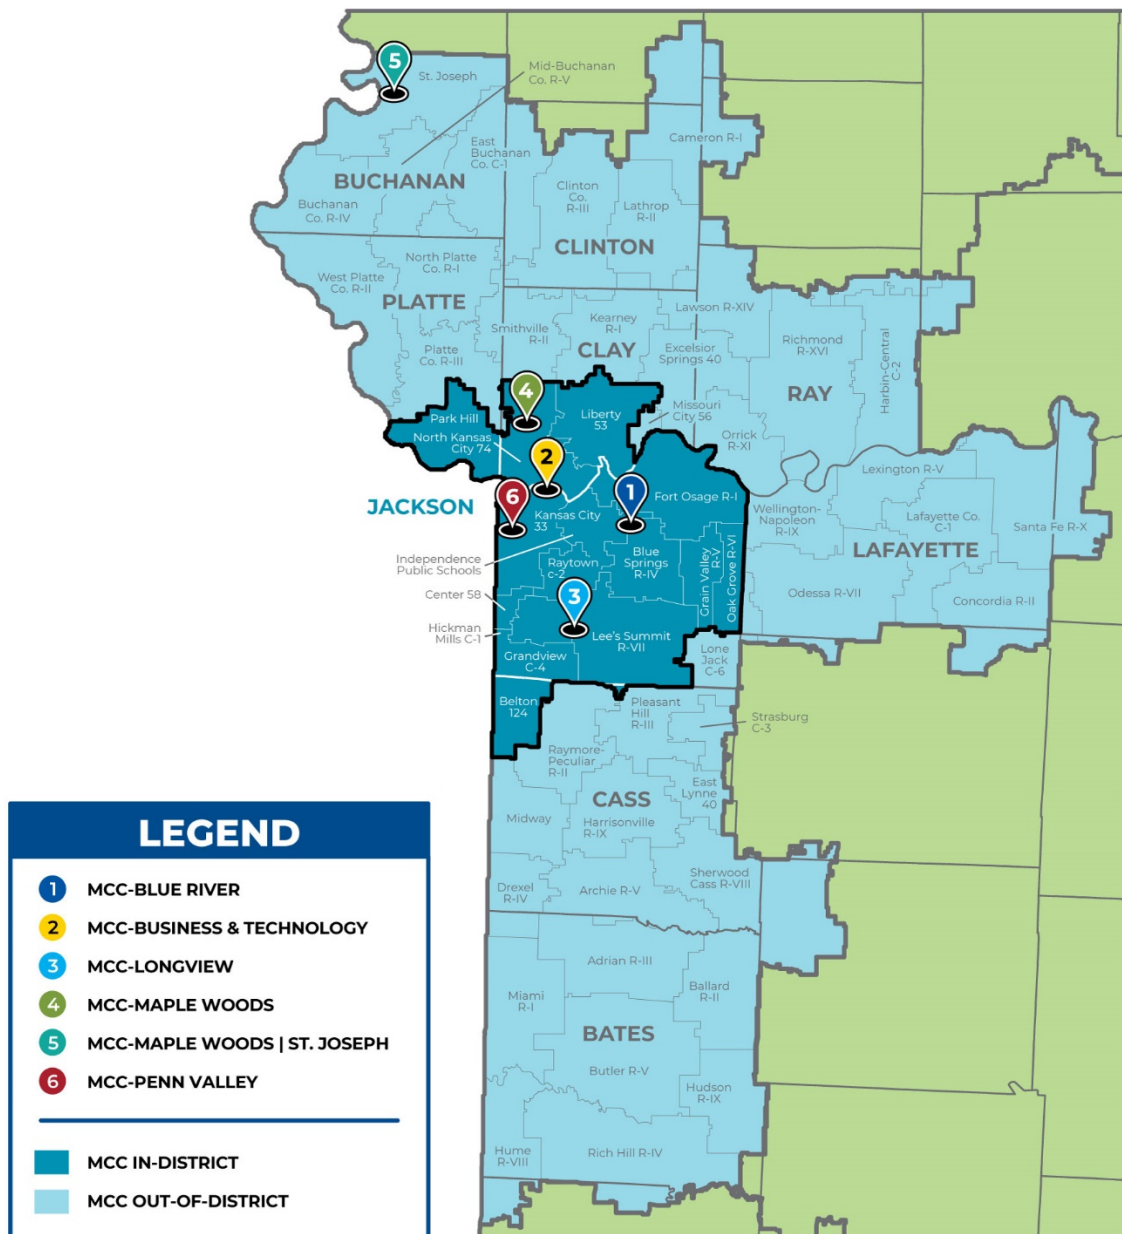 5
St. Joseph
Mid-Buchanan
Co. R-V
Cameron R-I
East
Buchanan
Co. C-1
BUCHANAN
Buchanan
Co. R-IV
Clinton
Co.
R-III
Lathrop
R-II
CLINTON
North Platte
Co. R-I
West Platte
Co. R-II
PLATTE
Platte
Co. R-III
Smithville
R-II
Kearney
R-I
CLAY
Lawson R-XIV
Excelsior
Springs 40
Richmond
R-XVI
Harbin-Central
C-2
RAY
4
Park Hill
North Kansas
City 74
Liberty
53
Missouri
City 56
Orrick
R-XI
2
6
1
JACKSON
Kansas City
33
Fort Osage R-I
Lexington R-V
Wellington-
Napoleon
R-IX
Lafayette Co.
C-1
Santa Fe R-X
LAFAYETTE
Independence
Public Schools
Raytown
c-2
Blue
Springs
R-IV
Grain Valley
R-V
Oak Grove R-VI
Odessa R-VII
Concordia R-II
Center 58
3
Hickman
Mills C-1
Lee's Summit
R-VII
Grandview
C-4
Lone
Jack
C-6
Belton
124
Pleasant
Hill
R-III
Strasburg
C-3
Raymore-
Peculiar
R-II
East
Lynne
40
CASS
Midway
Harrisonville
R-IX
Drexel
R-IV
Archie R-V
Sherwood
Cass R-VIII
Adrian R-III
Miami
R-I
Ballard
R-II
BATES
Butler R-V
Hudson
R-IX
Hume
R-VIII
Rich Hill R-IV
LEGEND
1 MCC-BLUE RIVER
2 MCC-BUSINESS & TECHNOLOGY
3 MCC-LONGVIEW
4 MCC-MAPLE WOODS
5 MCC-MAPLE WOODS | ST. JOSEPH
6 MCC-PENN VALLEY
MCC IN-DISTRICT
MCC OUT-OF-DISTRICT